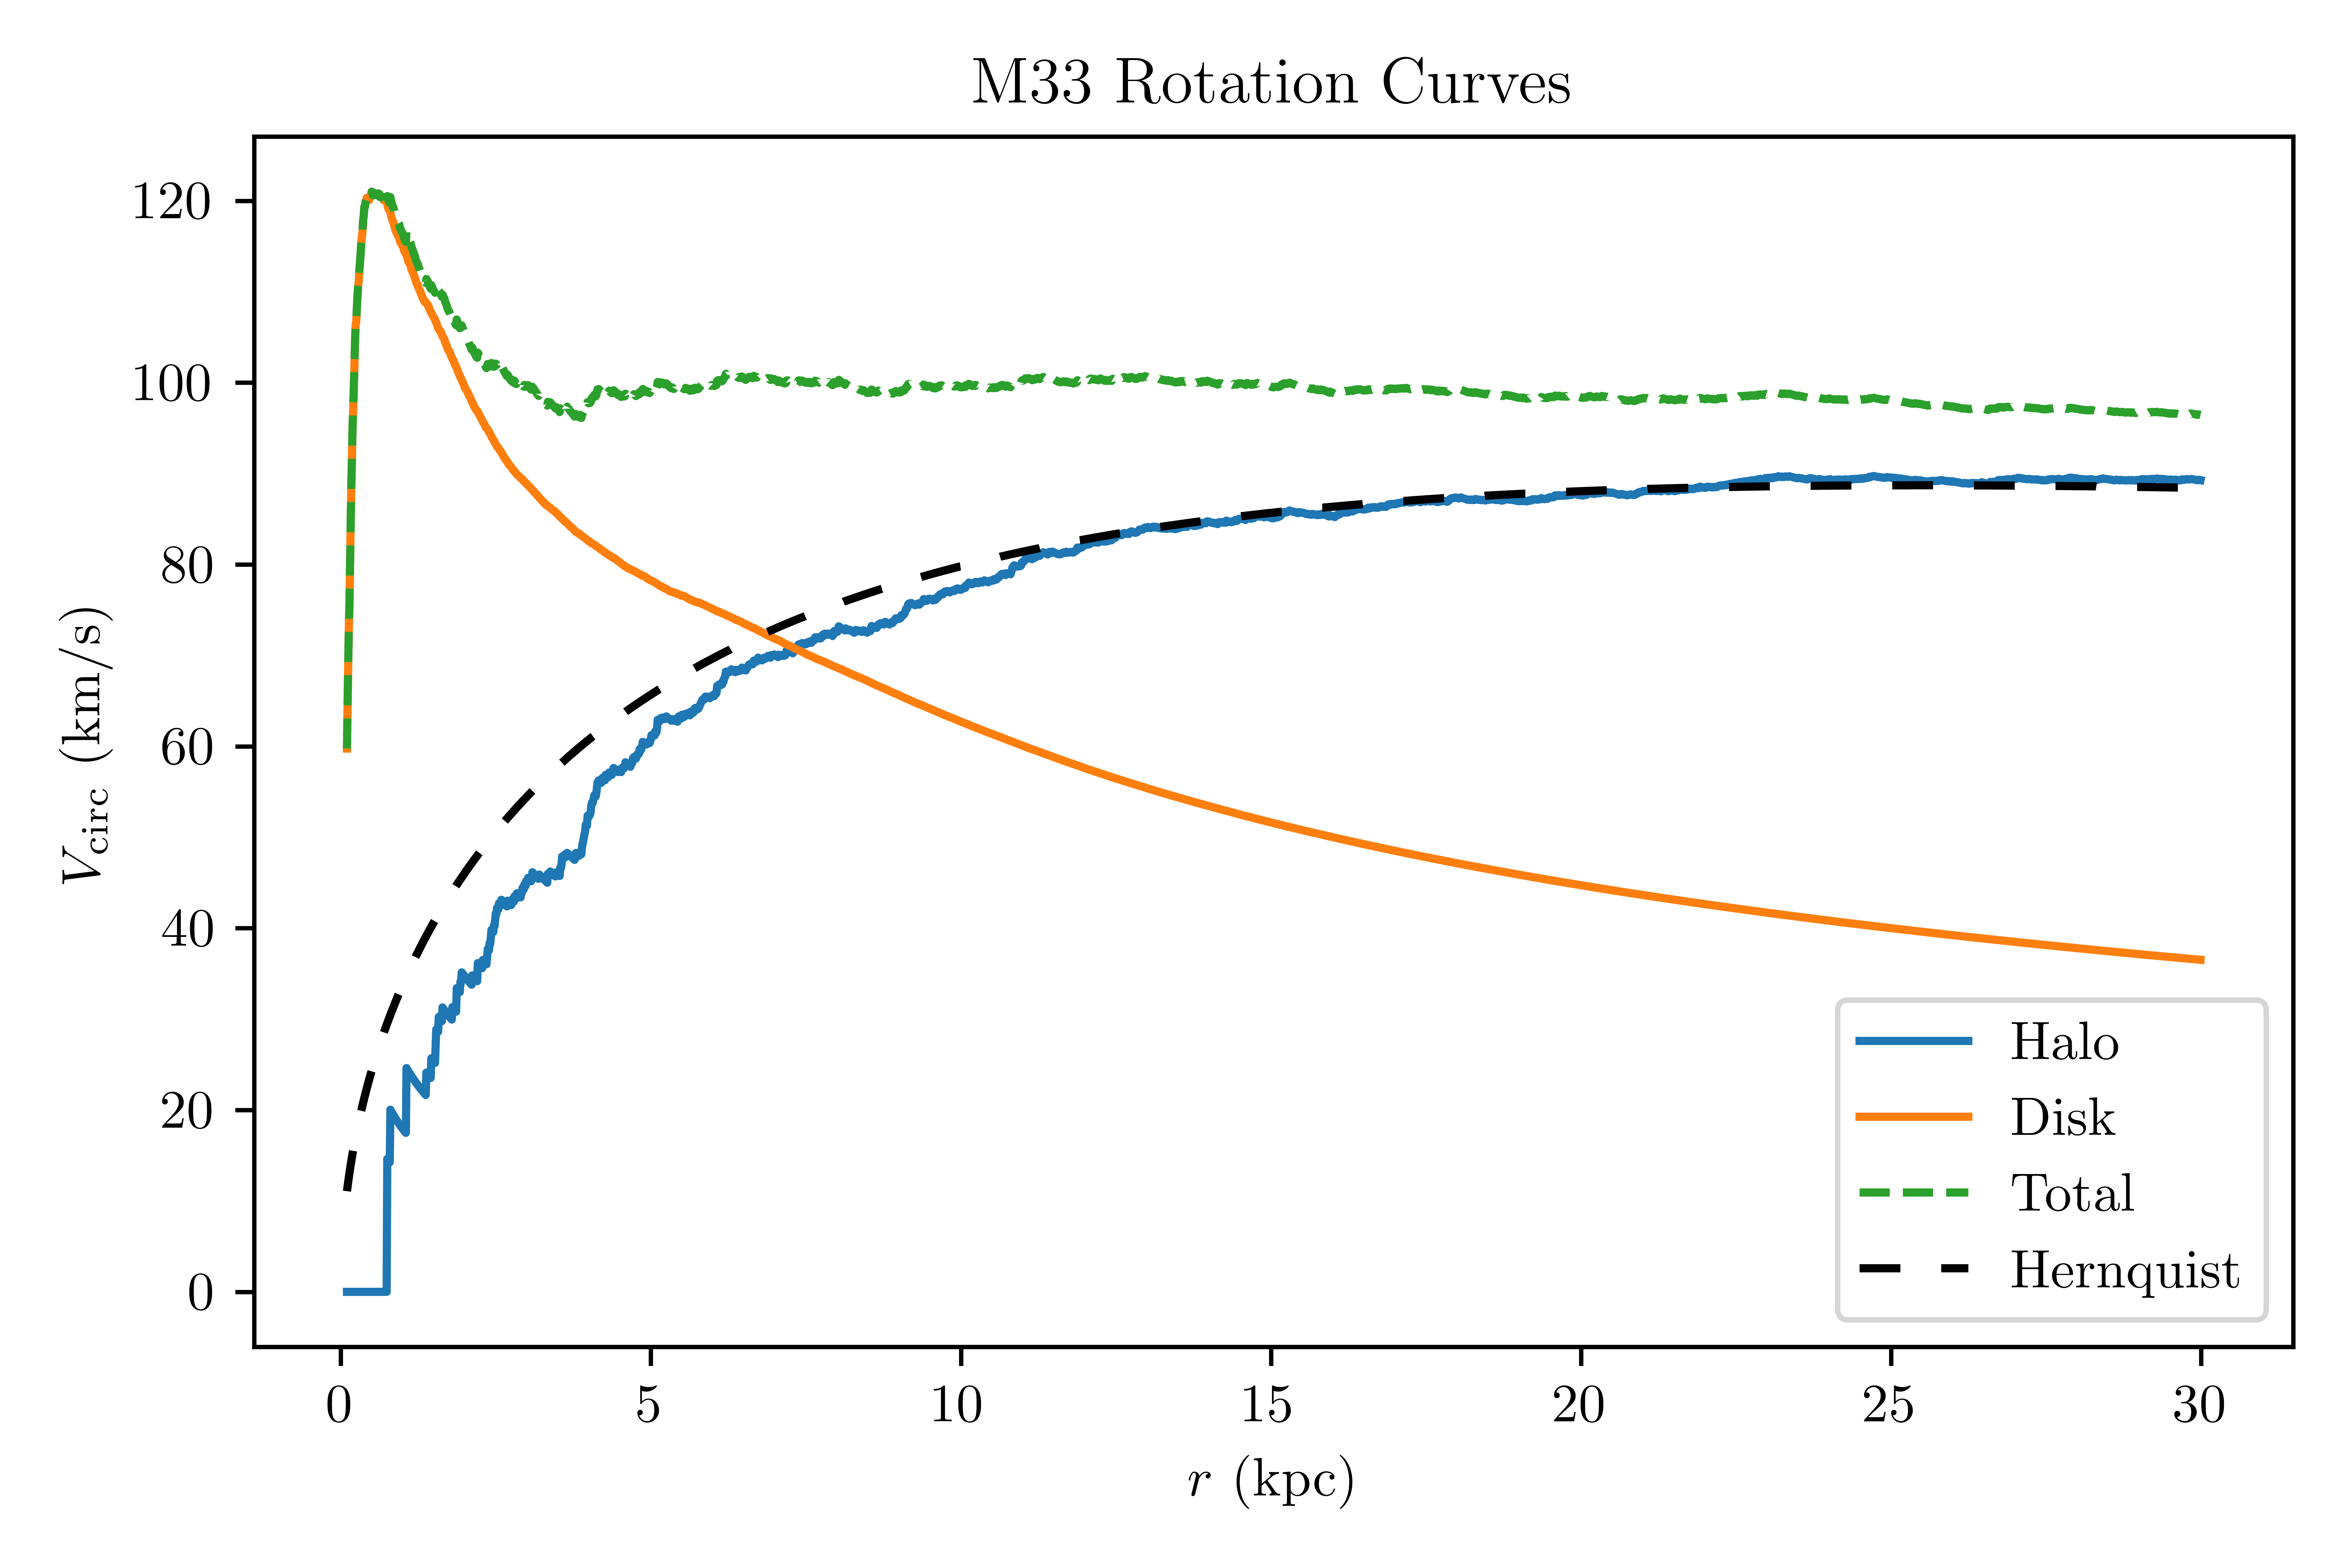 M33 Rotation Curves
120
100
80
60
40
20
0
V_circ (km/s)
0 5 10 15 20 25 30
r (kpc)
Halo
Disk
Total
Hernquist